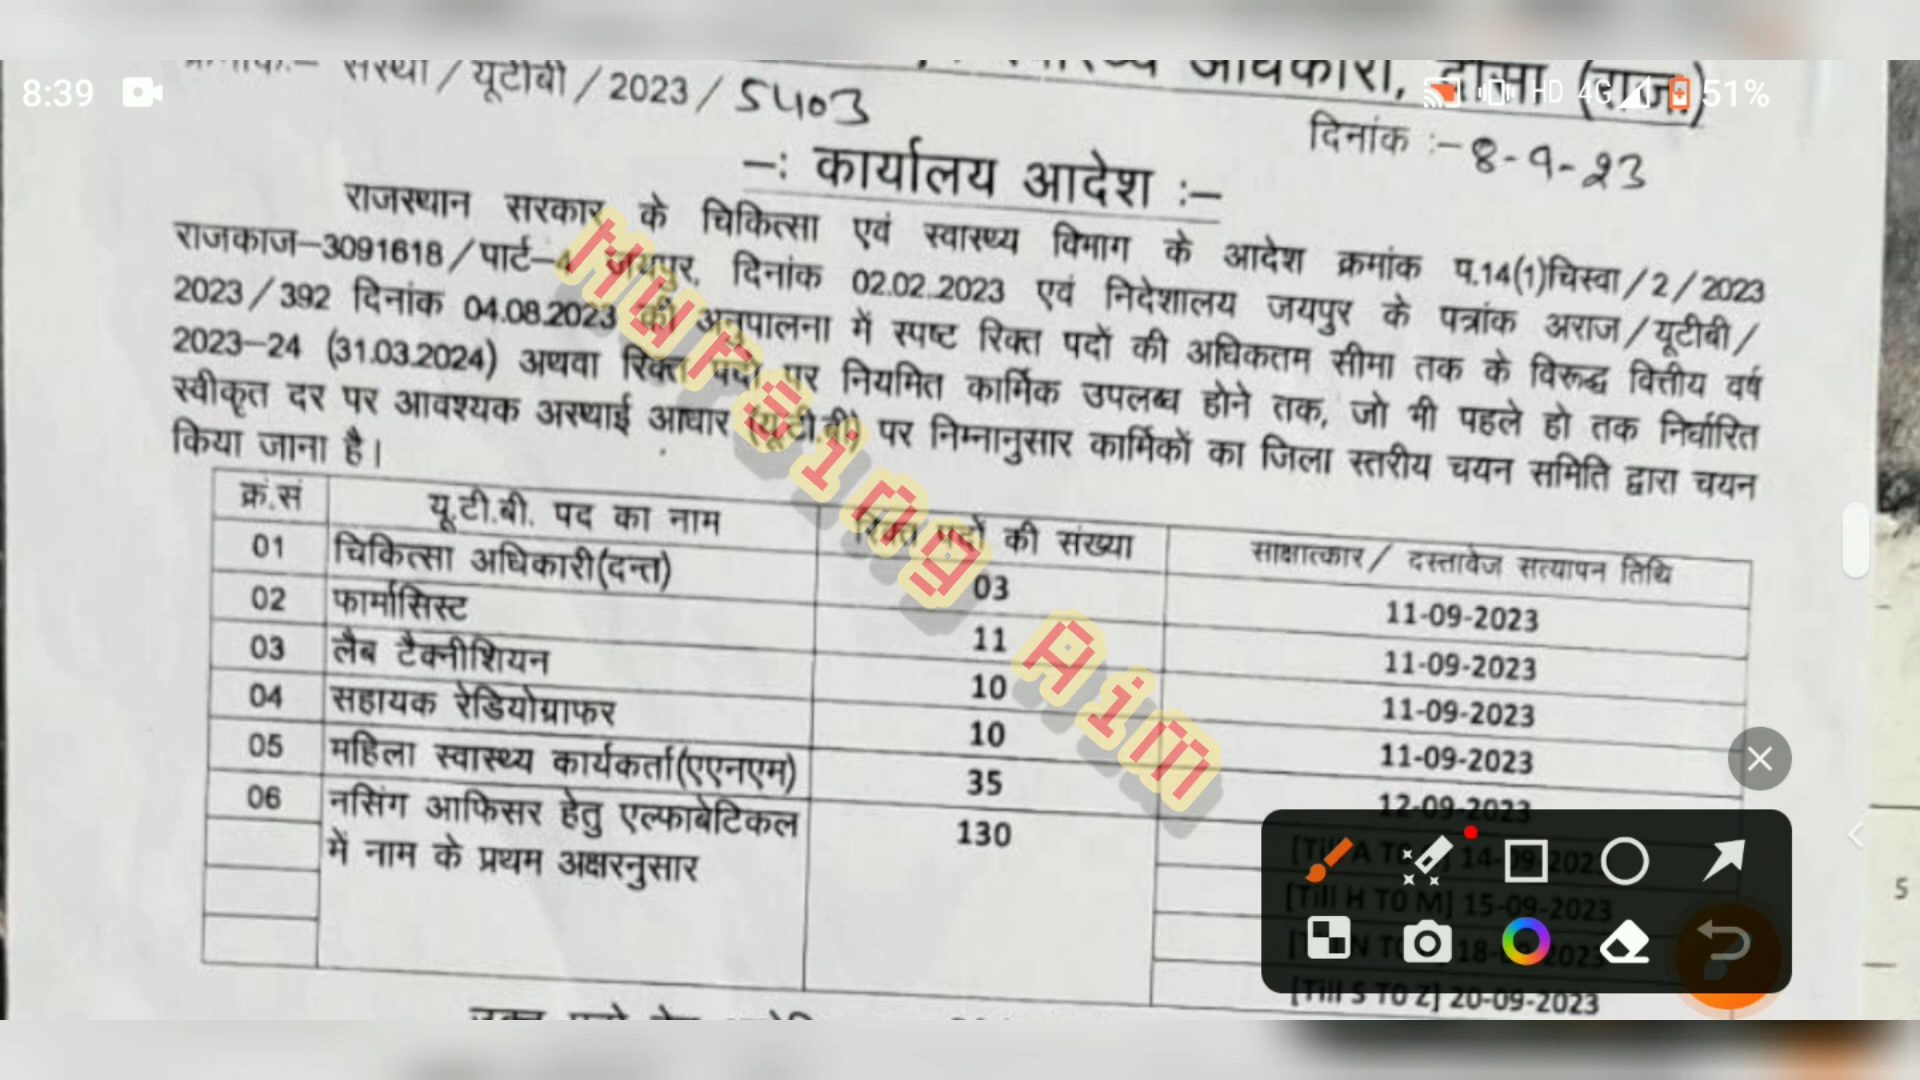 8:39
HD 4G 51%
संस्था/यूटीबी/2023/5403
अधिकारी, दौसा (राज.)
दिनांक :-8-9-23
-: कार्यालय आदेश :-
राजस्थान सरकार के चिकित्सा एवं स्वास्थ्य विभाग के आदेश क्रमांक प.14(1)चिस्वा/2/2023
राजकाज-3091618/पार्ट-4 जयपुर, दिनांक 02.02.2023 एवं निदेशालय जयपुर के पत्रांक अराज/यूटीबी/
2023/392 दिनांक 04.08.2023 की अनुपालना में स्पष्ट रिक्त पदों की अधिकतम सीमा तक के विरूद्ध वित्तीय वर्ष
2023-24 (31.03.2024) अथवा रिक्त पदों पर नियमित कार्मिक उपलब्ध होने तक, जो भी पहले हो तक निर्धारित
स्वीकृत दर पर आवश्यक अस्थाई आधार (यू.टी.बी) पर निम्नानुसार कार्मिकों का जिला स्तरीय चयन समिति द्वारा चयन
किया जाना है।
क्रं.सं यू.टी.बी. पद का नाम रिक्त पदों की संख्या साक्षात्कार/ दस्तावेज सत्यापन तिथि
01 चिकित्सा अधिकारी(दन्त) 03 11-09-2023
02 फार्मासिस्ट 11 11-09-2023
03 लैब टैक्नीशियन 10 11-09-2023
04 सहायक रेडियोग्राफर 10 11-09-2023
05 महिला स्वास्थ्य कार्यकर्ता(एएनएम) 35 12-09-2023
06 नसिंग आफिसर हेतु एल्फाबेटिकल 130
में नाम के प्रथम अक्षरनुसार
[Till H TO M] 15-09-2023
[Till S TO Z] 20-09-2023
Nursing Aim
5